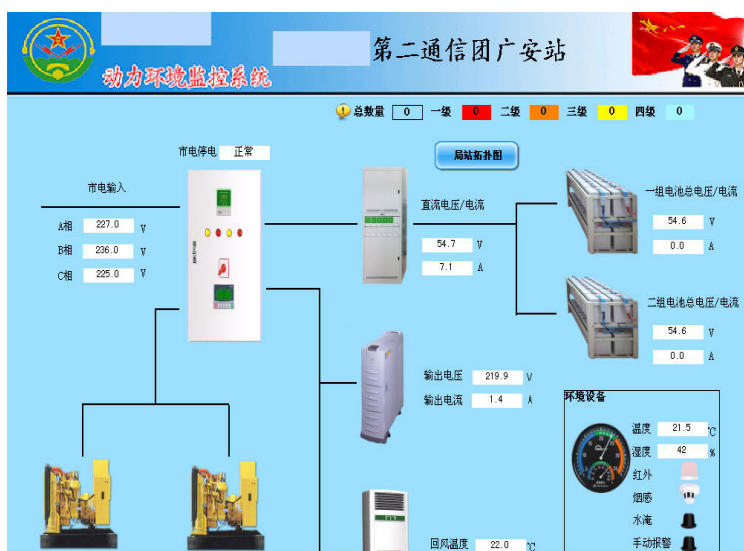 第二通信团广安站
动力环境监控系统
总数量 0 一级 0 二级 0 三级 0 四级 0
市电停电 正常
局站拓扑图
市电输入
A相 227.0 V
B相 236.0 V
C相 225.0 V
直流电压/电流
54.7 V
7.1 A
一组电池总电压/电流
54.6 V
0.0 A
二组电池总电压/电流
54.6 V
0.0 A
输出电压 219.9 V
输出电流 1.4 A
环境设备
温度 21.5 ℃
湿度 42 %
红外
烟感
水淹
手动报警
回风温度 22.0 ℃